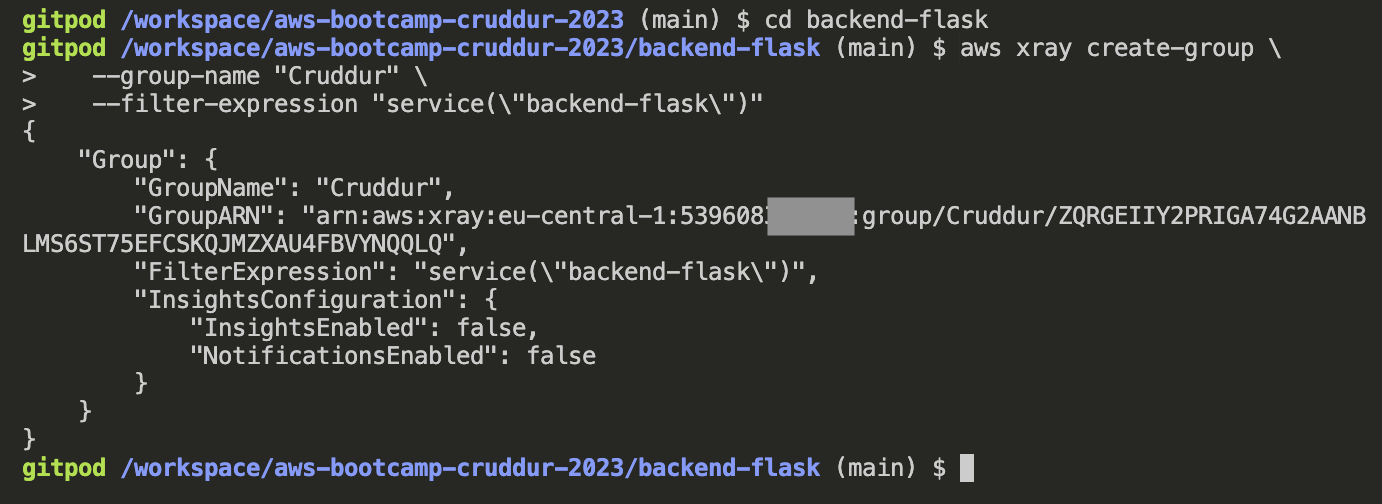 gitpod /workspace/aws-bootcamp-cruddur-2023 (main) $ cd backend-flask
gitpod /workspace/aws-bootcamp-cruddur-2023/backend-flask (main) $ aws xray create-group \
>    --group-name "Cruddur" \
>    --filter-expression "service(\"backend-flask\")"
{
    "Group": {
        "GroupName": "Cruddur",
        "GroupARN": "arn:aws:xray:eu-central-1:539608 :group/Cruddur/ZQRGEIIY2PRIGA74G2AANB
LMS6ST75EFCSKQJMZXAU4FBVYNQQLQ",
        "FilterExpression": "service(\"backend-flask\")",
        "InsightsConfiguration": {
            "InsightsEnabled": false,
            "NotificationsEnabled": false
        }
    }
}
gitpod /workspace/aws-bootcamp-cruddur-2023/backend-flask (main) $